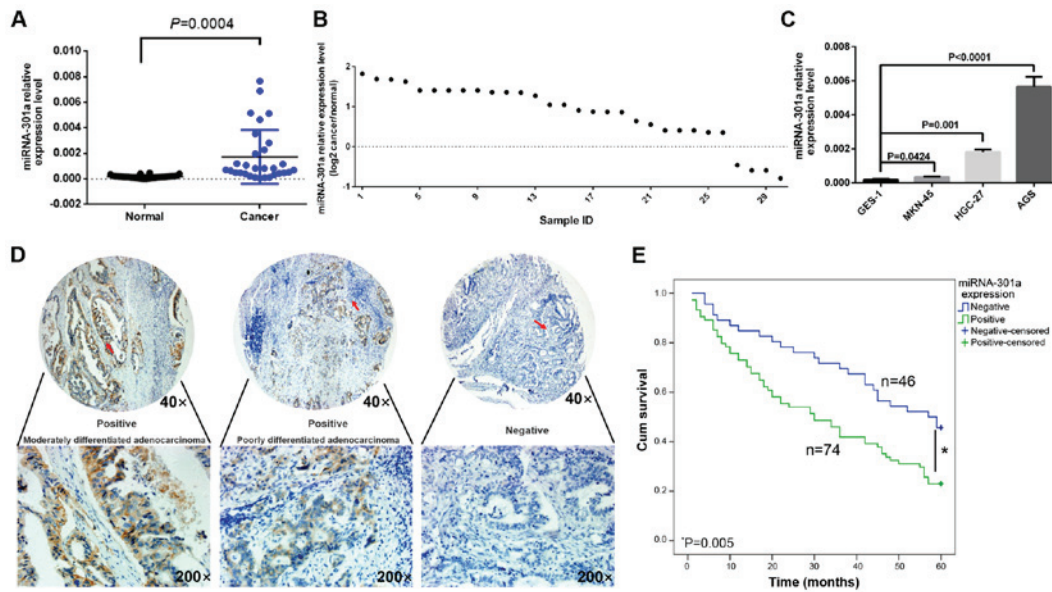 A
P=0.0004
miRNA-301a relative
expression level
0.010
0.008
0.006
0.004
0.002
0.000
-0.002
Normal
Cancer
B
miRNA-301a relative expression level
(log2 cancer/normal)
2
1
0
-1
1
5
9
13
17
21
25
29
Sample ID
C
miRNA-301a relative
expression level
0.008
0.006
0.004
0.002
0.000
P<0.0001
P=0.001
P=0.0424
GES-1
MKN-45
HGC-27
AGS
D
40×
40×
40×
Positive
Moderately differentiated adenocarcinoma
Positive
Poorly differentiated adenocarcinoma
Negative
200×
200×
200×
E
Cum survival
1.0
0.8
0.6
0.4
0.2
0.0
n=46
n=74
*
*P=0.005
0
10
20
30
40
50
60
Time (months)
miRNA-301a
expression
Negative
Positive
Negative-censored
Positive-censored